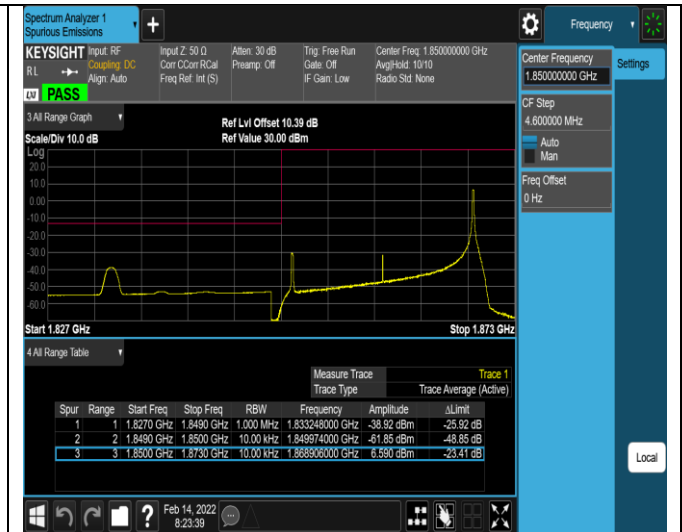 Spectrum Analyzer 1
Spurious Emissions
+
Frequency
KEYSIGHT Input: RF Input Z: 50 Ω Atten: 30 dB Trig: Free Run Center Freq: 1.850000000 GHz
RL Coupling: DC Corr CCorr RCal Preamp: Off Gate: Off Avg|Hold: 10/10
Align: Auto Freq Ref: Int (S) IF Gain: Low Radio Std: None
LXI PASS
Center Frequency
1.850000000 GHz
Settings
CF Step
4.600000 MHz
Auto
Man
Freq Offset
0 Hz
3 All Range Graph
Ref Lvl Offset 10.39 dB
Scale/Div 10.0 dB Ref Value 30.00 dBm
Log
20.0
10.0
0.00
-10.0
-20.0
-30.0
-40.0
-50.0
-60.0
Start 1.827 GHz Stop 1.873 GHz
4 All Range Table
Measure Trace Trace 1
Trace Type Trace Average (Active)
Spur Range Start Freq Stop Freq RBW Frequency Amplitude ΔLimit
1 1 1.8270 GHz 1.8490 GHz 1.000 MHz 1.833248000 GHz -38.92 dBm -25.92 dB
2 2 1.8490 GHz 1.8500 GHz 10.00 kHz 1.849974000 GHz -61.85 dBm -48.85 dB
3 3 1.8500 GHz 1.8730 GHz 10.00 kHz 1.868906000 GHz 6.590 dBm -23.41 dB
Local
? Feb 14, 2022
8:23:39